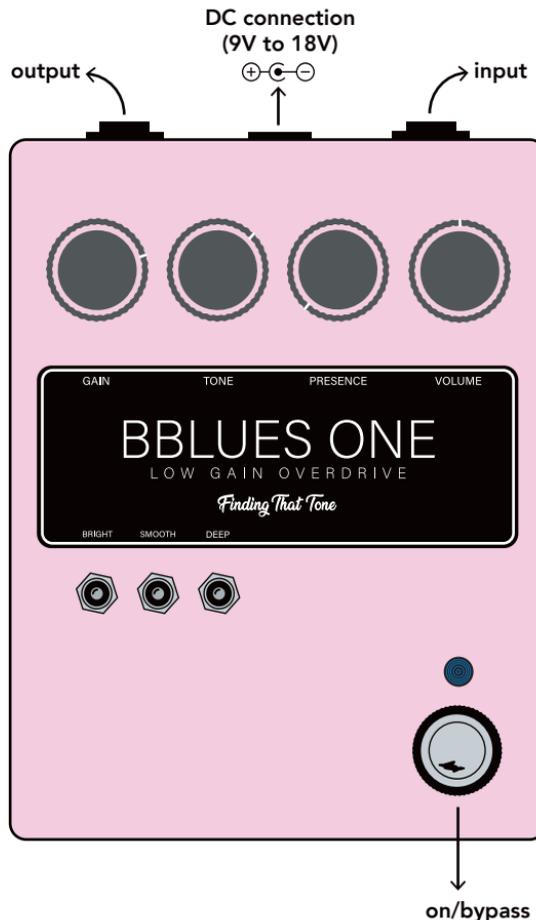 DC connection
(9V to 18V)
output
input
GAIN TONE PRESENCE VOLUME
BBLUES ONE
LOW GAIN OVERDRIVE
Finding That Tone
BRIGHT SMOOTH DEEP
on/bypass